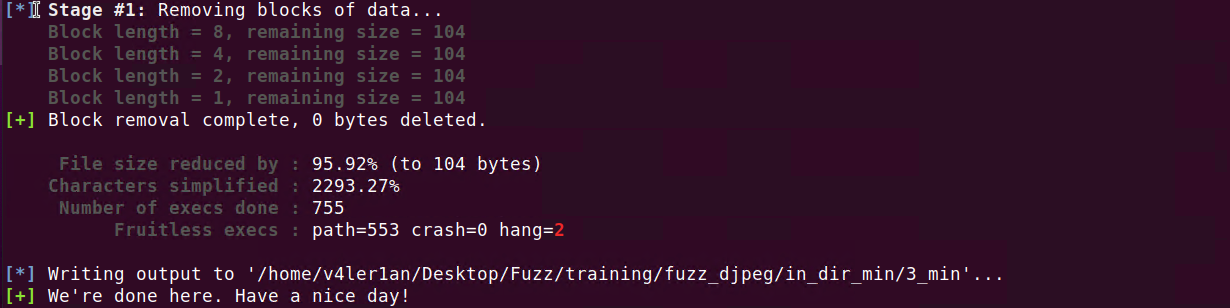 [*] Stage #1: Removing blocks of data...
Block length = 8, remaining size = 104
Block length = 4, remaining size = 104
Block length = 2, remaining size = 104
Block length = 1, remaining size = 104
[+] Block removal complete, 0 bytes deleted.
File size reduced by : 95.92% (to 104 bytes)
Characters simplified : 2293.27%
Number of execs done : 755
Fruitless execs : path=553 crash=0 hang=2
[*] Writing output to '/home/v4ler1an/Desktop/Fuzz/training/fuzz_djpeg/in_dir_min/3_min'...
[+] We're done here. Have a nice day!